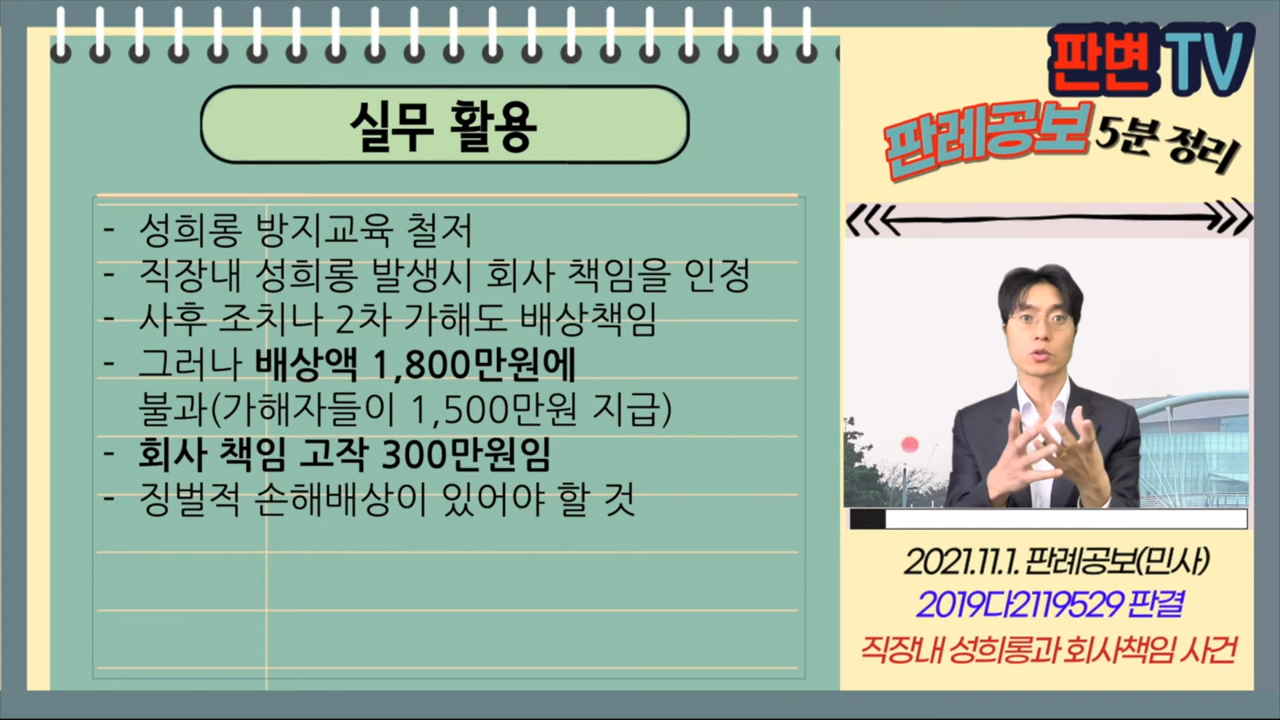 실무 활용
- 성희롱 방지교육 철저
- 직장내 성희롱 발생시 회사 책임을 인정
- 사후 조치나 2차 가해도 배상책임
- 그러나 배상액 1,800만원에
불과(가해자들이 1,500만원 지급)
- 회사 책임 고작 300만원임
- 징벌적 손해배상이 있어야 할 것
판변 TV
판례공보 5분 정리
2021.11.1. 판례공보(민사)
2019다2119529 판결
직장내 성희롱과 회사책임 사건